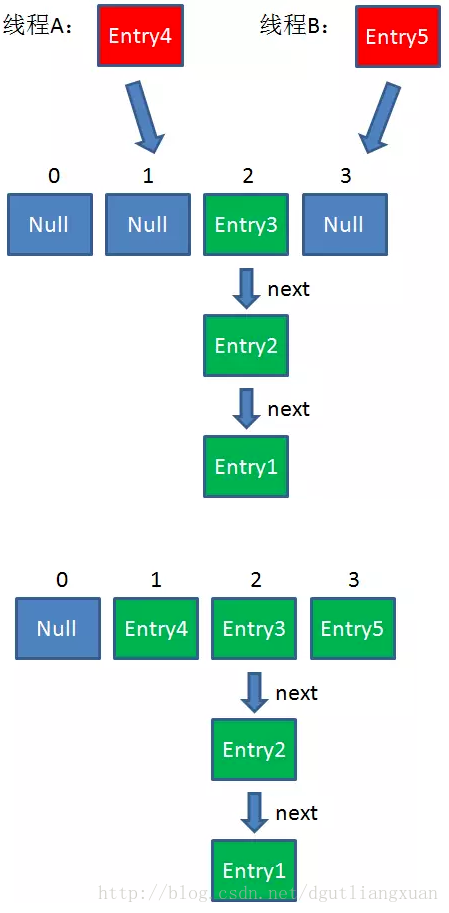 线程A： 线程B：
Entry4 Entry5
0 1 2 3
Null Null Entry3 Null
next
Entry2
next
Entry1
0 1 2 3
Null Entry4 Entry3 Entry5
next
Entry2
next
Entry1
http://blog.csdn.net/dgutliangxuan